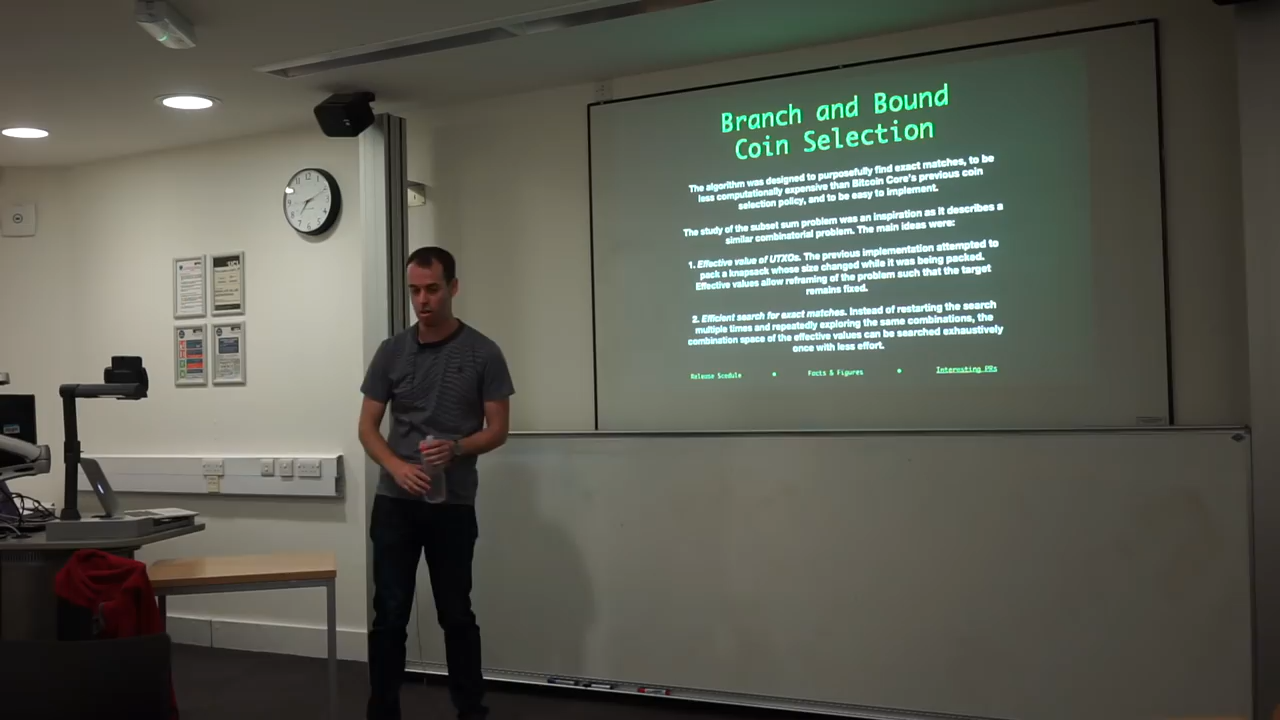 Branch and Bound
Coin Selection
The algorithm was designed to purposefully find exact matches, to be
less computationally expensive than Bitcoin Core's previous coin
selection policy, and to be easy to implement.
The study of the subset sum problem was an inspiration as it describes a
similar combinatorial problem. The main ideas were:
1. Effective value of UTXOs. The previous implementation attempted to
pack a knapsack whose size changed while it was being packed.
Effective values allow reframing of the problem such that the target
remains fixed.
2. Efficient search for exact matches. Instead of restarting the search
multiple times and repeatedly exploring the same combinations, the
combination space of the effective values can be searched exhaustively
once with less effort.
Release Scedule • Facts & Figures • Internsting PRs